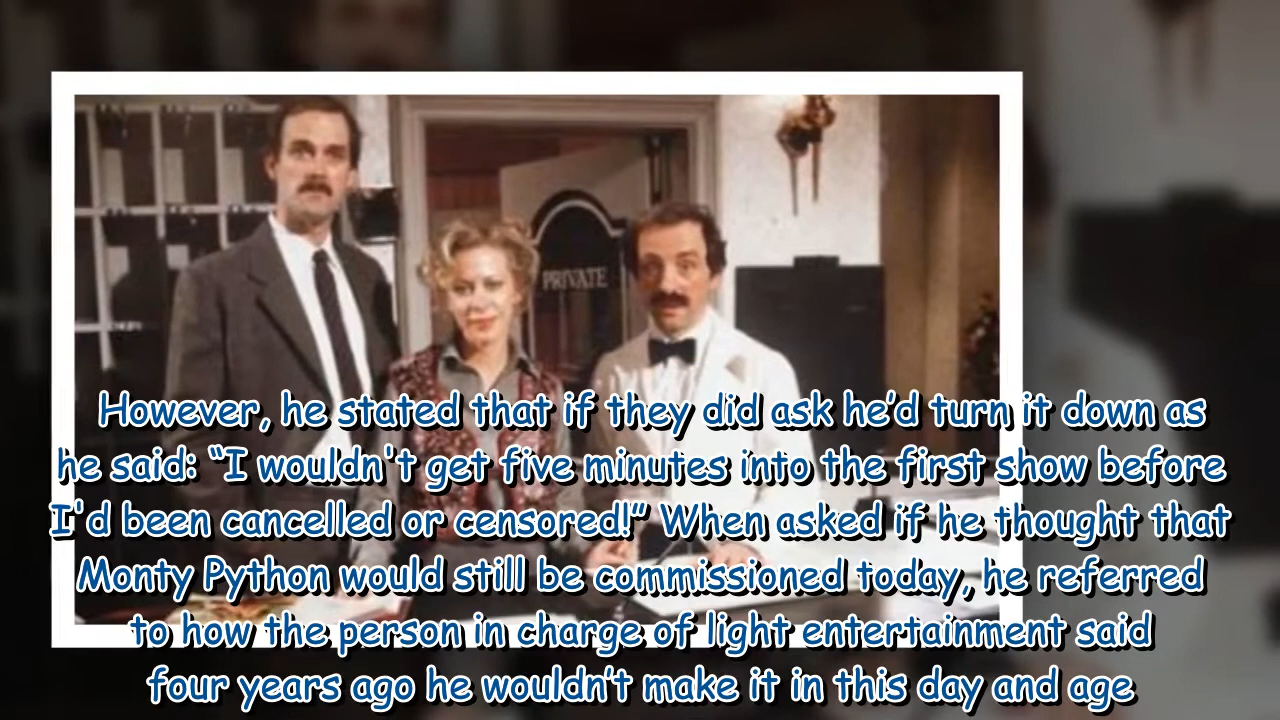 PRIVATE
However, he stated that if they did ask he’d turn it down as
he said: “I wouldn't get five minutes into the first show before
I'd been cancelled or censored!” When asked if he thought that
Monty Python would still be commissioned today, he referred
to how the person in charge of light entertainment said
four years ago he wouldn’t make it in this day and age